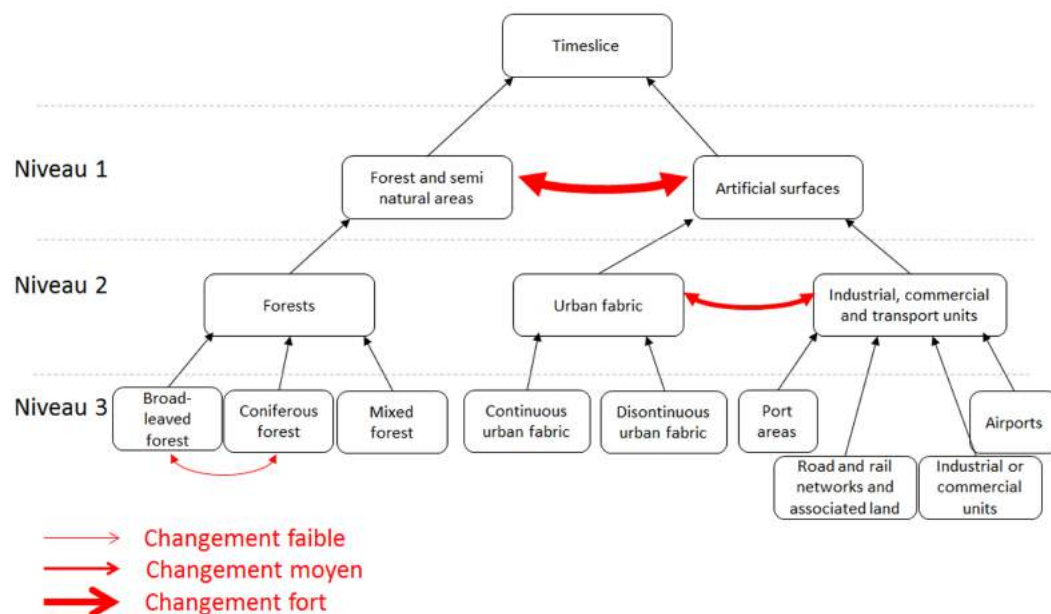 Timeslice
Niveau 1
Forest and semi
natural areas
Artificial surfaces
Niveau 2
Forests
Urban fabric
Industrial, commercial
and transport units
Niveau 3
Broad-
leaved
forest
Coniferous
forest
Mixed
forest
Continuous
urban fabric
Disontinuous
urban fabric
Port
areas
Airports
Road and rail
networks and
associated land
Industrial or
commercial
units
Changement faible
Changement moyen
Changement fort